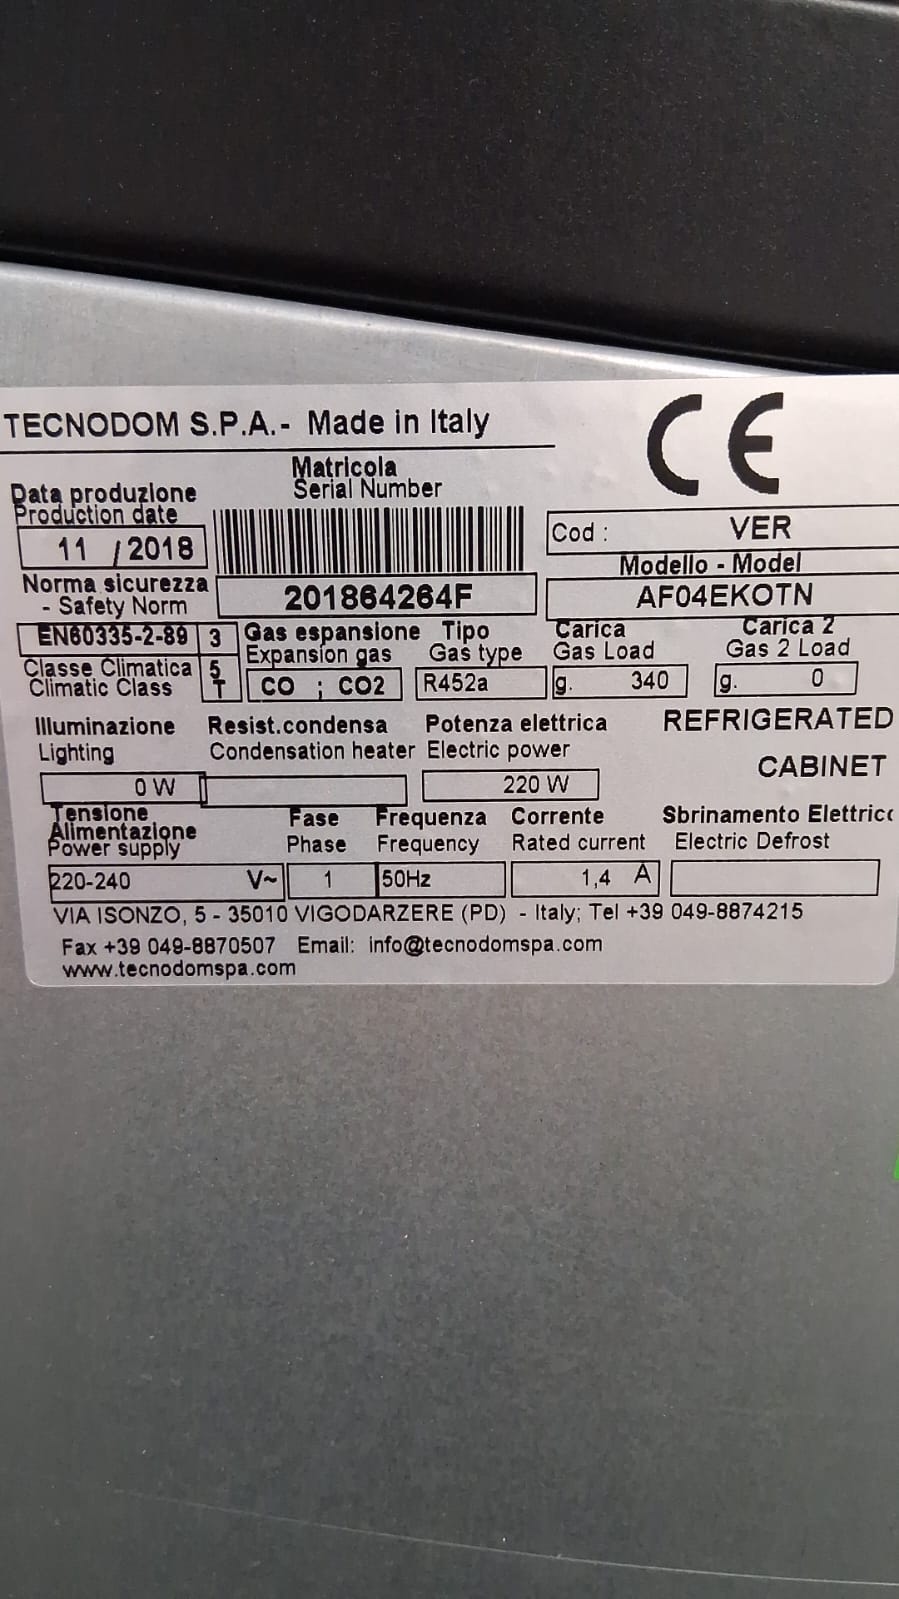 TECNODOM S.P.A.- Made in Italy
CE
Matricola
Serial Number
Data produzione
Production date
11 / 2018
201864264F
Cod : VER
Modello - Model
AF04EKOTN
Norma sicurezza
- Safety Norm
EN60335-2-89 3
Classe Climatica
Climatic Class
5
T
Gas espansione
Expansion gas
CO ; CO2
Tipo
Gas type
R452a
Carica
Gas Load
g. 340
Carica 2
Gas 2 Load
g. 0
Illuminazione
Lighting
0 W
Resist.condensa
Condensation heater
Potenza elettrica
Electric power
220 W
REFRIGERATED
CABINET
Tensione
Alimentazione
Power supply
220-240 V~
Fase
Phase
1
Frequenza
Frequency
50Hz
Corrente
Rated current
1,4 A
Sbrinamento Elettrico
Electric Defrost
VIA ISONZO, 5 - 35010 VIGODARZERE (PD) - Italy; Tel +39 049-8874215
Fax +39 049-8870507 Email: info@tecnodomspa.com
www.tecnodomspa.com